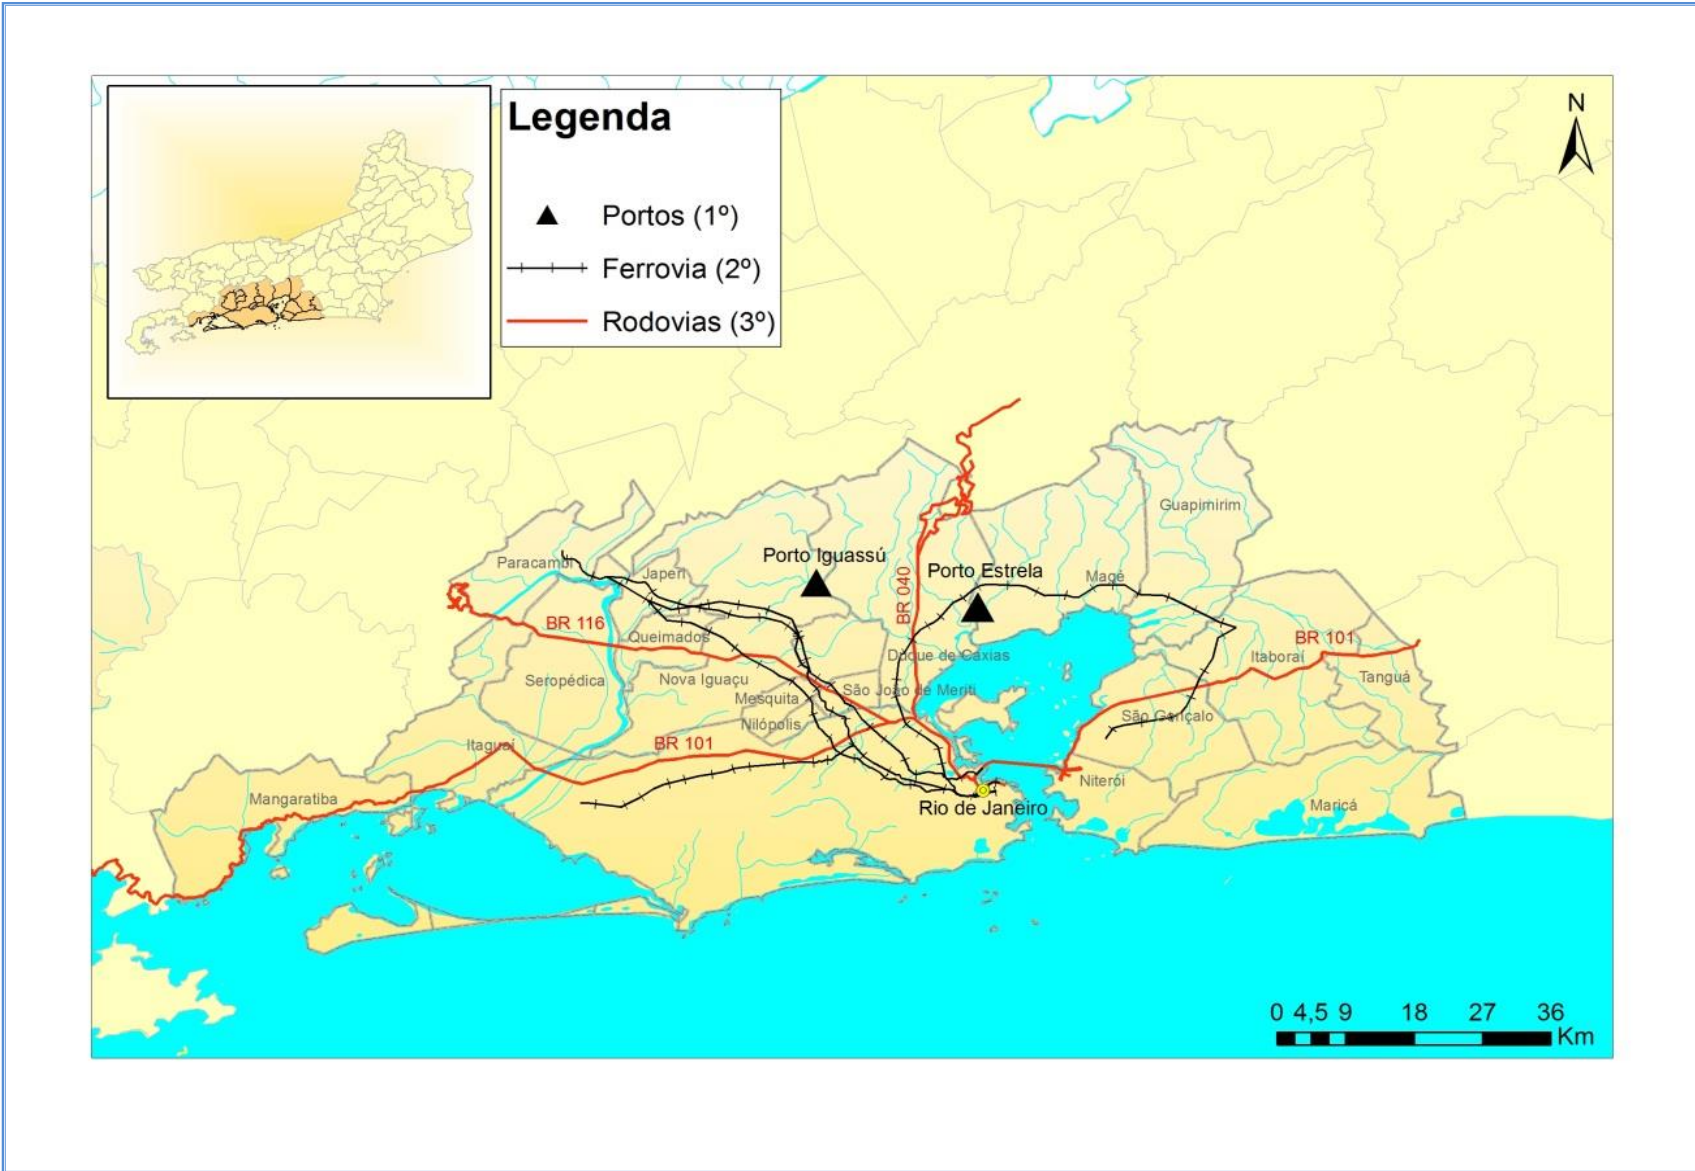 Legenda
N
Portos (1º)
Ferrovia (2º)
Rodovias (3º)
Guapimirim
Porto Iguassú
Paracambi
Japeri
Porto Estrela
Magé
BR 040
BR 116
Queimados
BR 101
Duque de Caxias
Itaboraí
Seropédica
Nova Iguaçu
Tanguá
Mesquita
São João de Meriti
São Gonçalo
Nilópolis
Itaguaí
BR 101
Niterói
Mangaratiba
Rio de Janeiro
Maricá
0 4,5 9 18 27 36
Km